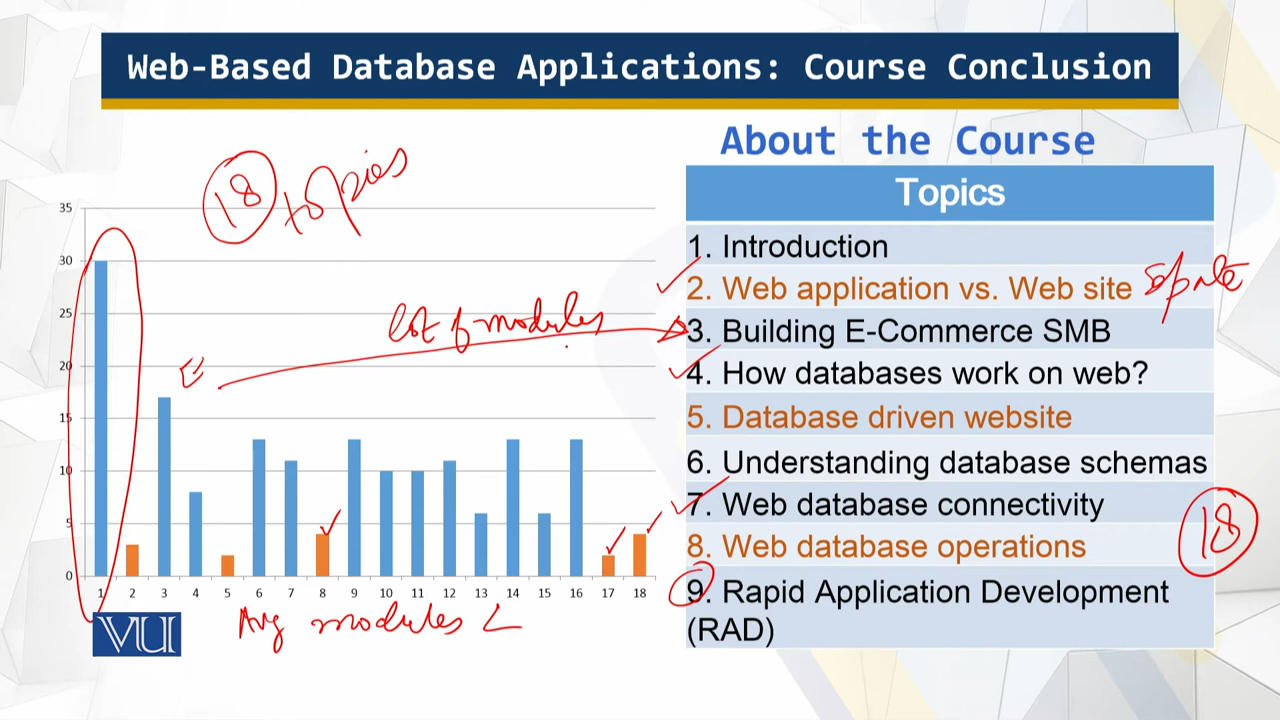 Web-Based Database Applications: Course Conclusion
About the Course
18 topics
35
30
25
20
15
10
5
0
1 2 3 4 5 6 7 8 9 10 11 12 13 14 15 16 17 18
lot of modules
E
Avg modules <
VU
Topics
1. Introduction
2. Web application vs. Web site
3. Building E-Commerce SMB
4. How databases work on web?
5. Database driven website
6. Understanding database schemas
7. Web database connectivity
8. Web database operations
9. Rapid Application Development
(RAD)
18